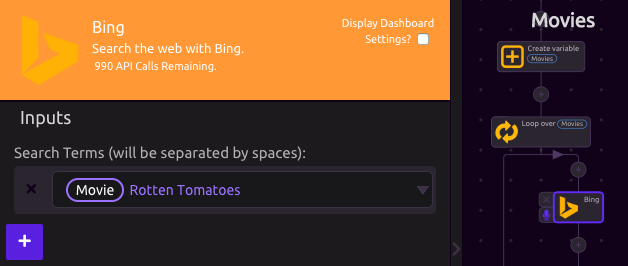 Bing
Search the web with Bing.
990 API Calls Remaining.
Display Dashboard
Settings?
Inputs
Search Terms (will be separated by spaces):
Movie Rotten Tomatoes
Movies
Create variable
Movies
Loop over Movies
Bing